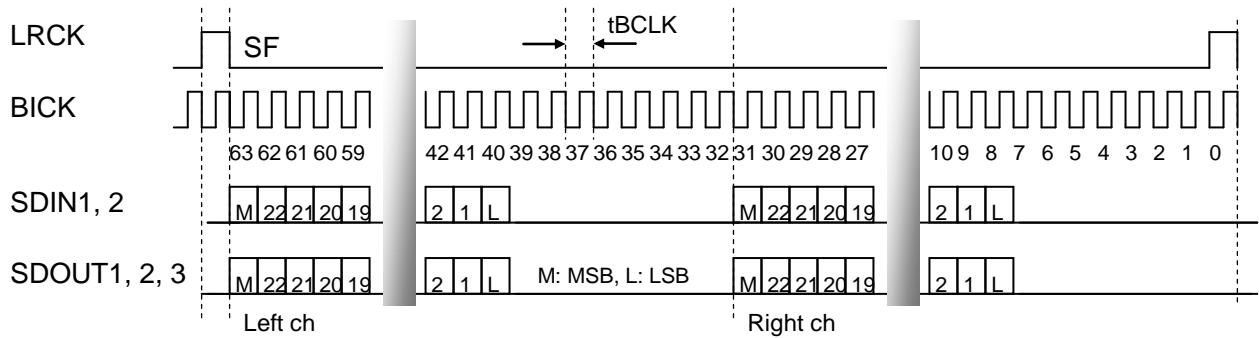 LRCK SF tBCLK
BICK
63 62 61 60 59 42 41 40 39 38 37 36 35 34 33 32 31 30 29 28 27 10 9 8 7 6 5 4 3 2 1 0
SDIN1, 2 M 22 21 20 19 2 1 L M 22 21 20 19 2 1 L
SDOUT1, 2, 3 M 22 21 20 19 2 1 L M: MSB, L: LSB M 22 21 20 19 2 1 L
Left ch Right ch